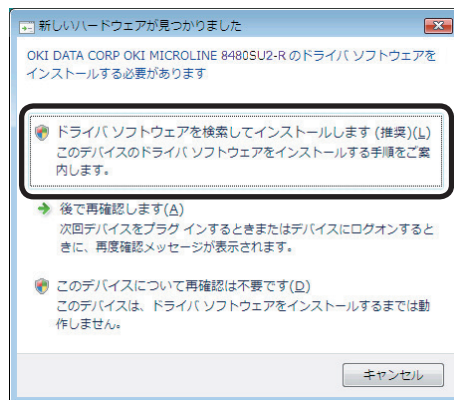 新しいハードウェアが見つかりました
OKI DATA CORP OKI MICROLINE 8480SU2-R のドライバ ソフトウェアを
インストールする必要があります
ドライバ ソフトウェアを検索してインストールします (推奨)(L)
このデバイスのドライバ ソフトウェアをインストールする手順をご案
内します。
後で再確認します(A)
次回デバイスをプラグ インするときまたはデバイスにログオンすると
きに、再度確認メッセージが表示されます。
このデバイスについて再確認は不要です(D)
このデバイスは、ドライバ ソフトウェアをインストールするまでは動
作しません。
キャンセル